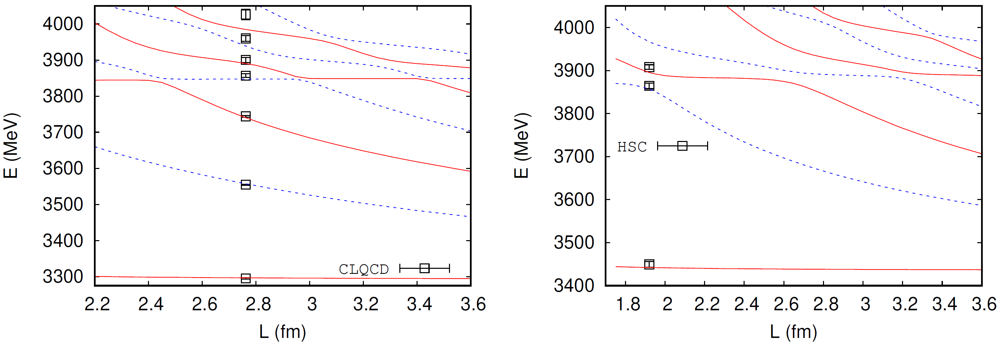 E (MeV)
4000
3900
3800
3700
3600
3500
3400
3300
CLQCD
2.2 2.4 2.6 2.8 3 3.2 3.4 3.6
L (fm)
E (MeV)
4000
3900
3800
3700
3600
3500
3400
HSC
1.8 2 2.2 2.4 2.6 2.8 3 3.2 3.4 3.6
L (fm)